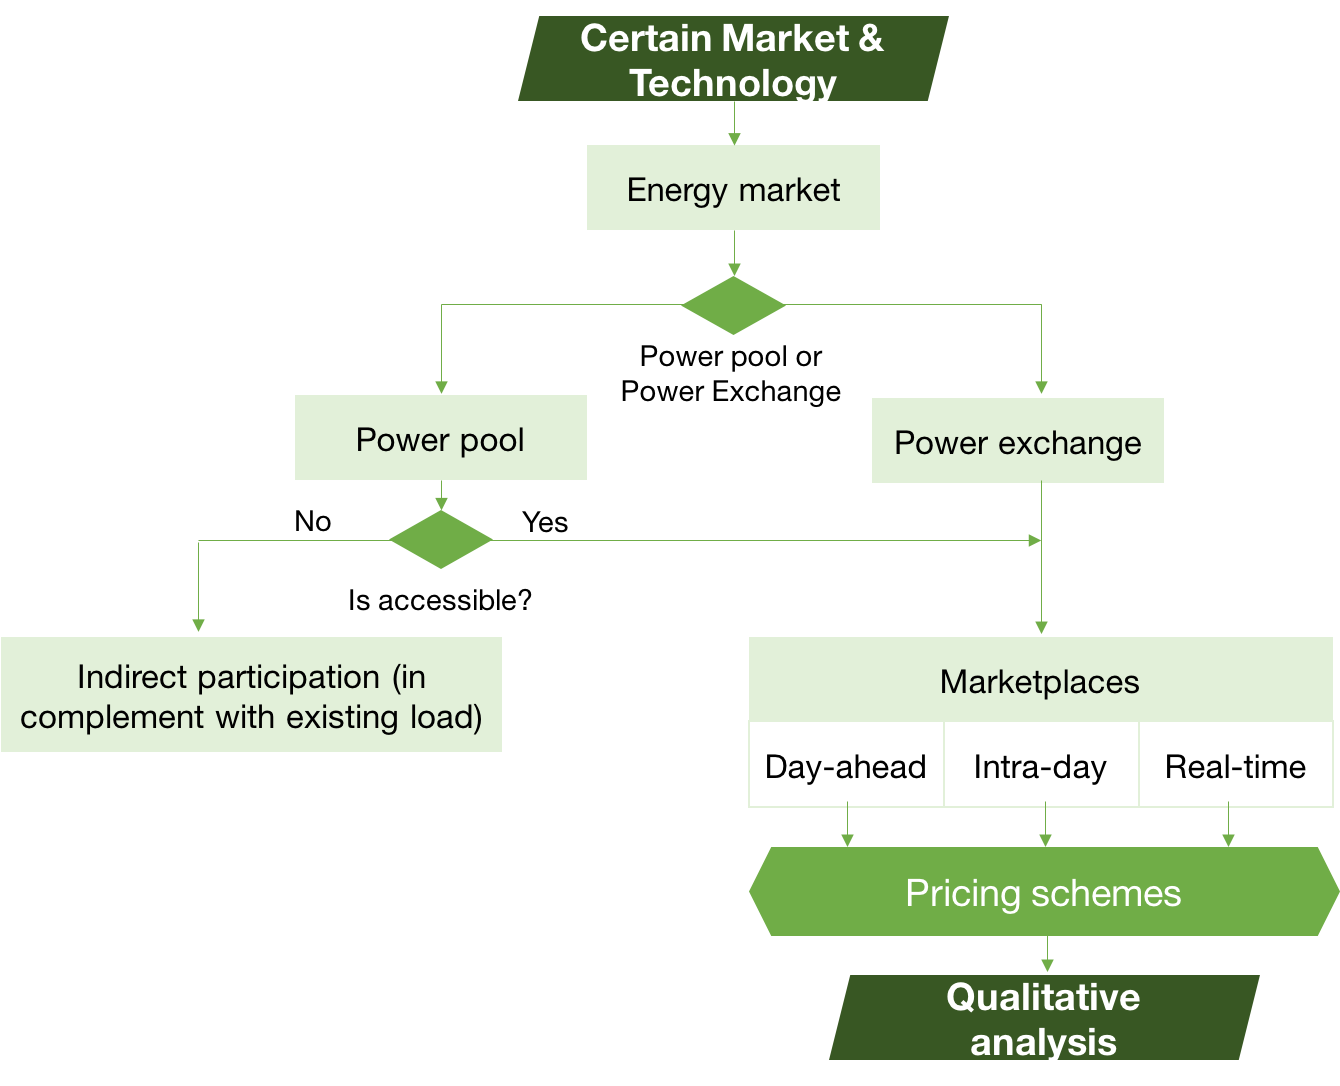 Certain Market &
Technology
Energy market
Power pool or
Power Exchange
Power pool
Power exchange
No
Yes
Is accessible?
Indirect participation (in
complement with existing load)
Marketplaces
Day-ahead
Intra-day
Real-time
Pricing schemes
Qualitative
analysis